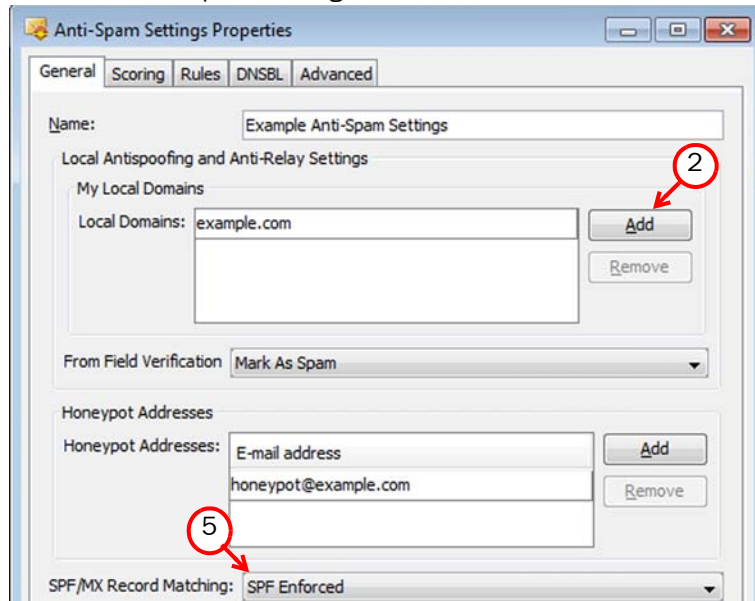 Anti-Spam Settings Properties
General Scoring Rules DNSBL Advanced
Name: Example Anti-Spam Settings
Local Antispoofing and Anti-Relay Settings
2
My Local Domains
Local Domains: example.com Add
Remove
From Field Verification Mark As Spam
Honeypot Addresses
Honeypot Addresses: E-mail address Add
honeypot@example.com Remove
5
SPF/MX Record Matching: SPF Enforced